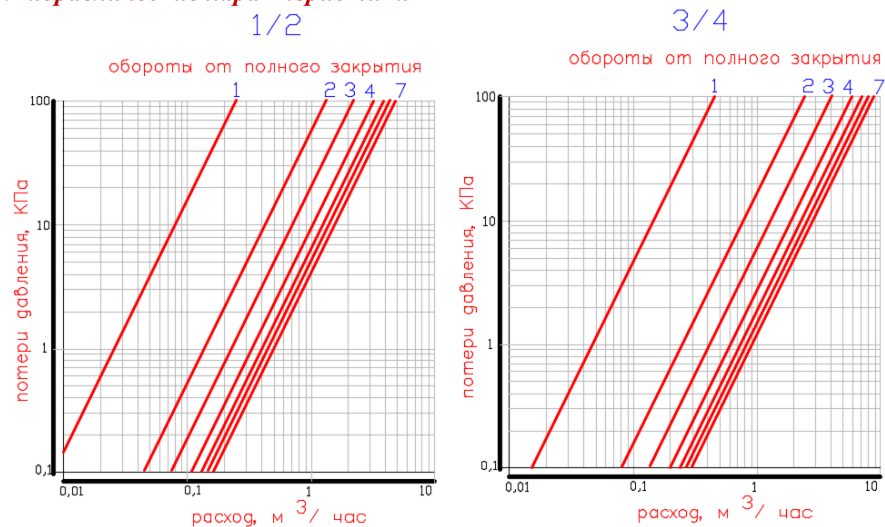 1/2
обороты от полного закрытия
1 2 3 4 7
потери давления, КПа
100
10
1
0,1
0,01 0,1 1 10
расход, м 3/ час
3/4
обороты от полного закрытия
1 2 3 4 7
потери давления, КПа
100
10
1
0,1
0,01 0,1 1 10
расход, м 3/ час